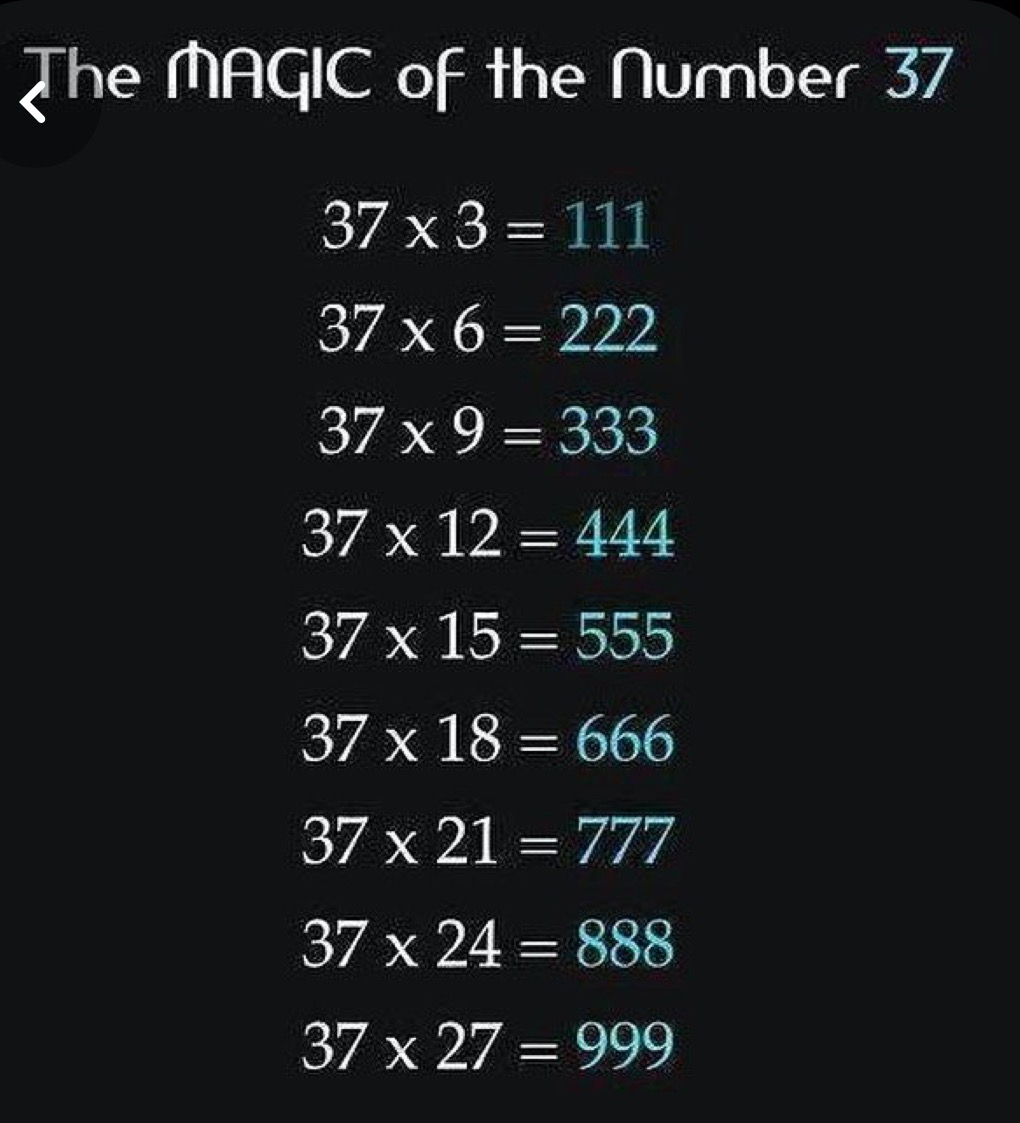 The MAGIC of the Number 37
37 x 3 = 111
37 x 6 = 222
37 x 9 = 333
37 x 12 = 444
37 x 15 = 555
37 x 18 = 666
37 x 21 = 777
37 x 24 = 888
37 x 27 = 999